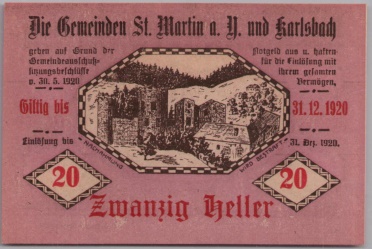 Die Gemeinden St. Martin a. Y. und Karlsbach
geben auf Grund der
Gemeindeausschuß-
sitzungsbeschlüsse
v. 30. 5. 1920
Notgeld aus u. haften
für die Einlösung mit
ihrem gesamten
Vermögen,
Giltig bis
31. 12. 1920
Einlösung bis
31. Dez. 1920.
20
20
Zwanzig Heller